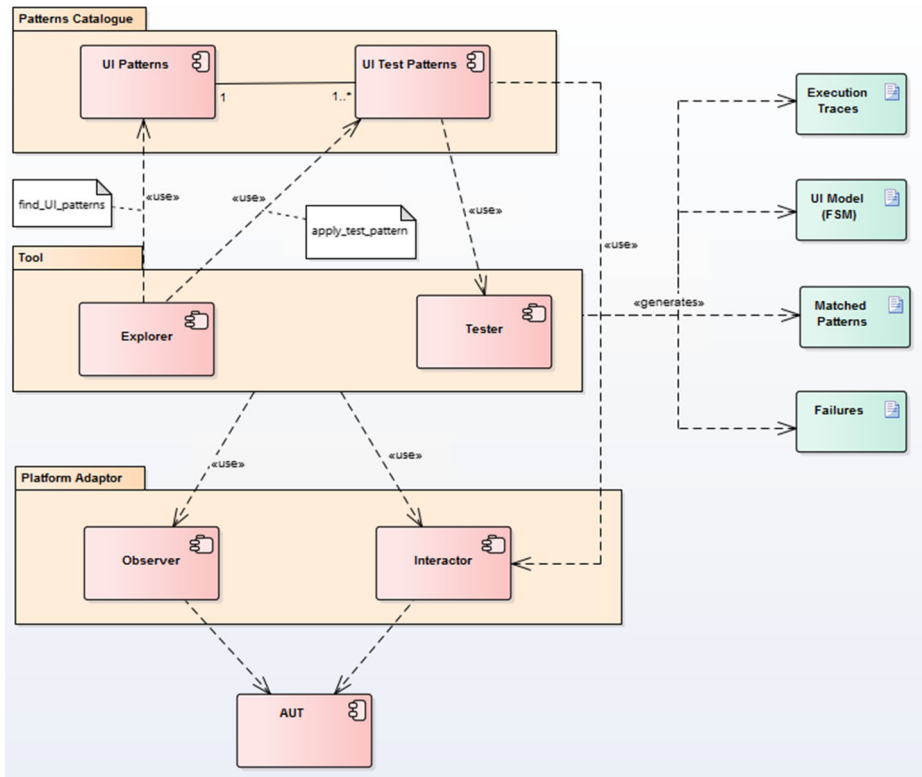 Patterns Catalogue
UI Patterns
UI Test Patterns
1
1..*
Execution
Traces
find_UI_patterns
«use»
«use»
apply_test_pattern
«use»
UI Model
(FSM)
«use»
Tool
Explorer
Tester
«generates»
Matched
Patterns
Failures
«use»
«use»
Platform Adaptor
Observer
Interactor
AUT